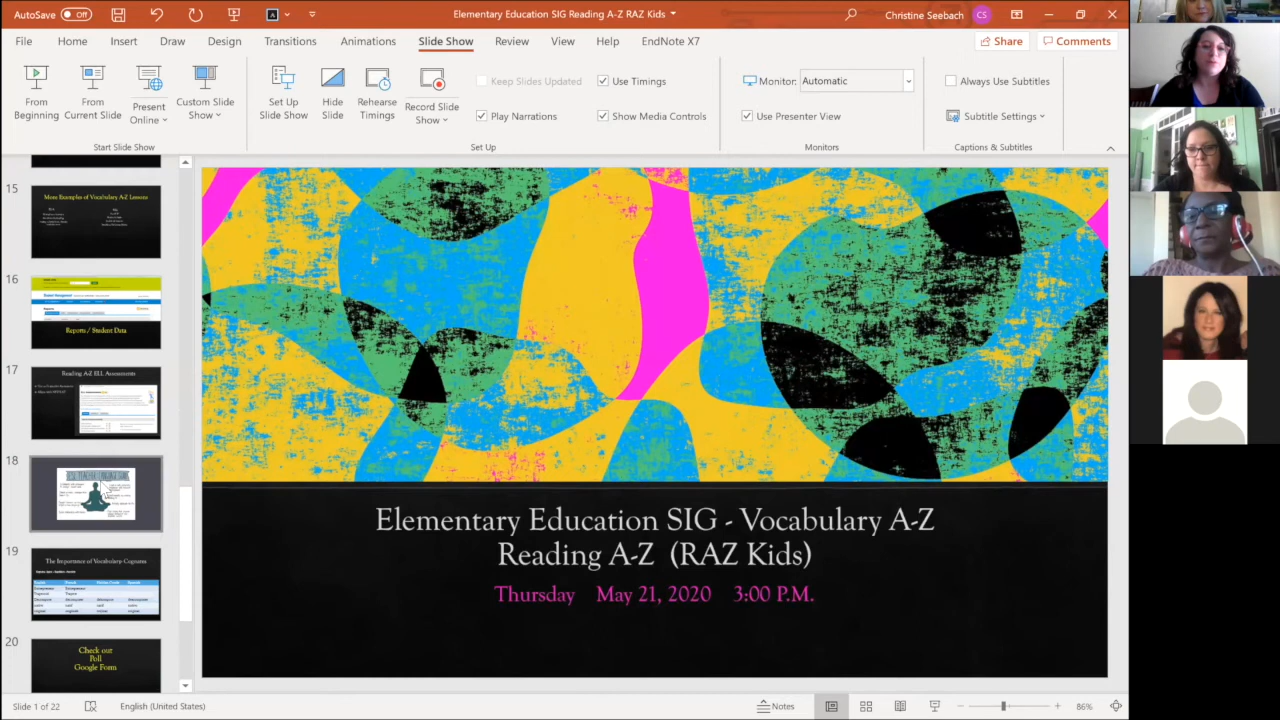 AutoSave Off
A
Elementary Education SIG Reading A-Z RAZ Kids
Christine Seebach CS
File Home Insert Draw Design Transitions Animations Slide Show Review View Help EndNote X7
Share Comments
From Beginning
From Current Slide
Present Online
Custom Slide Show
Set Up Slide Show
Hide Slide
Rehearse Timings
Record Slide Show
Keep Slides Updated
Play Narrations
Use Timings
Show Media Controls
Monitor: Automatic
Use Presenter View
Always Use Subtitles
Subtitle Settings
Start Slide Show Set Up Monitors Captions & Subtitles
15
More Examples of Vocabulary A-Z Lessons
16
Reports / Student Data
17
Reading A-Z ELL Assessments
18
19
The Importance of Vocabulary-Cognates
20
Check out
Poll
Google Form
Elementary Education SIG - Vocabulary A-Z
Reading A-Z (RAZ Kids)
Thursday May 21, 2020 3:00 P.M.
Slide 1 of 22 English (United States) Notes 86%